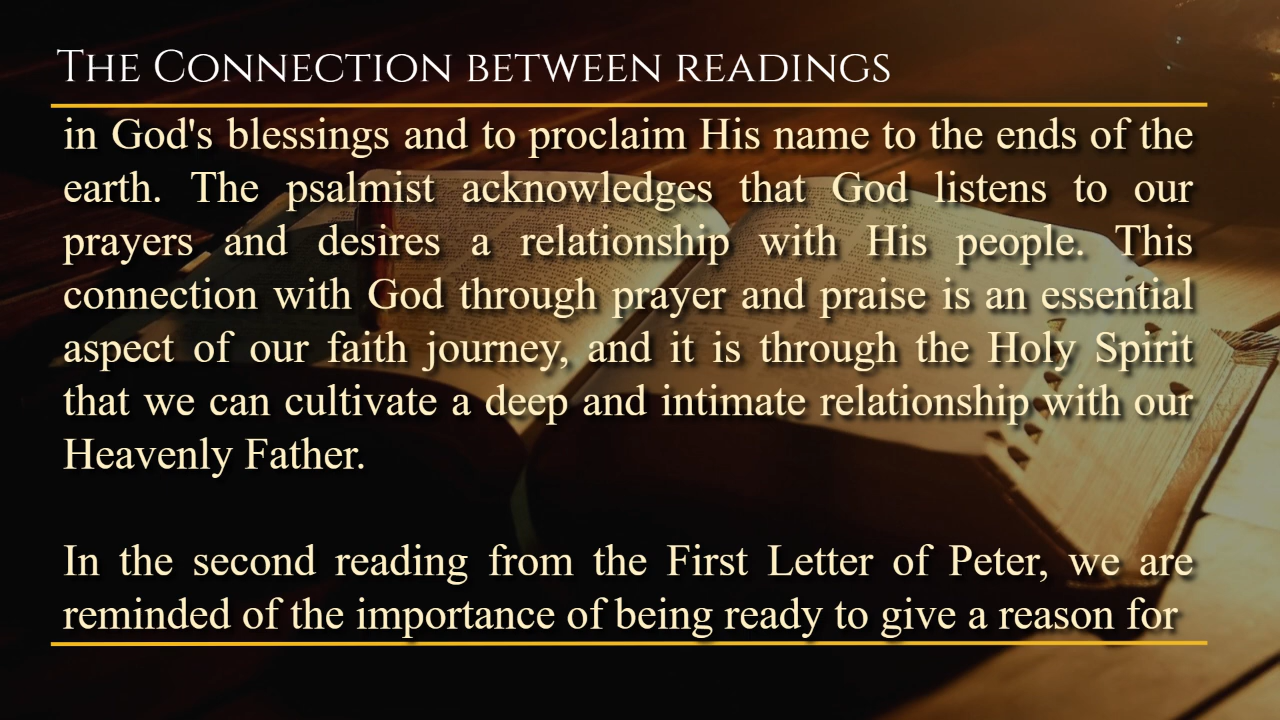 The Connection between readings
in God's blessings and to proclaim His name to the ends of the
earth. The psalmist acknowledges that God listens to our
prayers and desires a relationship with His people. This
connection with God through prayer and praise is an essential
aspect of our faith journey, and it is through the Holy Spirit
that we can cultivate a deep and intimate relationship with our
Heavenly Father.
In the second reading from the First Letter of Peter, we are
reminded of the importance of being ready to give a reason for